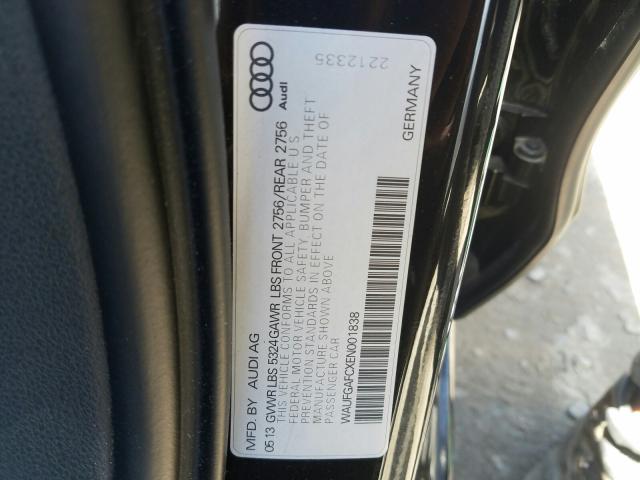 MFD. BY AUDI AG
0513 GVWR LBS 5324 GAWR LBS FRONT 2756/REAR 2756
THIS VEHICLE CONFORMS TO ALL APPLICABLE U S
FEDERAL MOTOR VEHICLE SAFETY, BUMPER AND THEFT
PREVENTION STANDARDS IN EFFECT ON THE DATE OF
MANUFACTURE SHOWN ABOVE
PASSENGER CAR
WAUFGAFCXEN001838
GERMANY
Audi
2212335